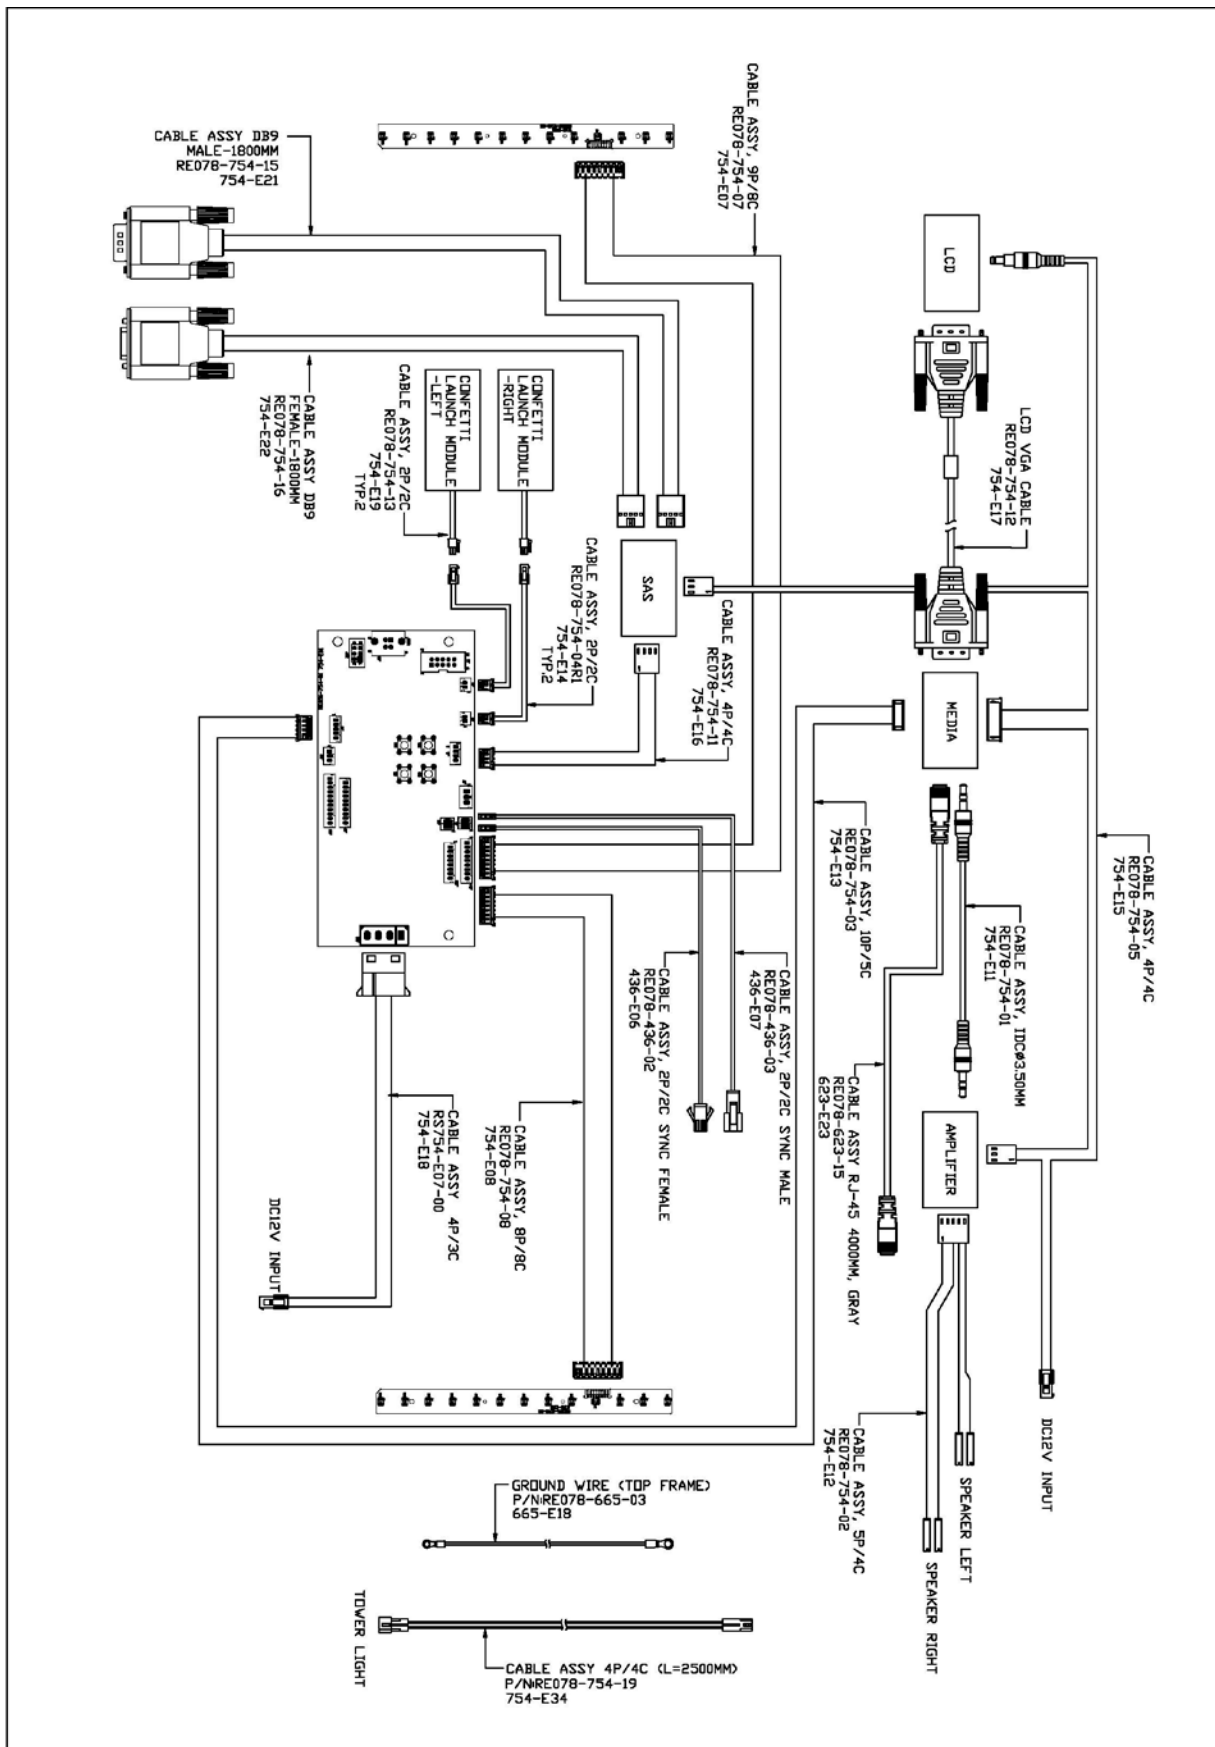 CABLE ASSY DB9
MALE-1800MM
RE078-754-15
754-E21
CABLE ASSY, 9P/8C
RE078-754-07
754-E07
LCD
LCD VGA CABLE
RE078-754-12
754-E17
CABLE ASSY DB9
FEMALE-1800MM
RE078-754-16
754-E22
CONFETTI
LAUNCH MODULE
-LEFT
CONFETTI
LAUNCH MODULE
-RIGHT
CABLE ASSY, 2P/2C
RE078-754-13
754-E19
TYP.2
CABLE ASSY, 2P/2C
RE078-754-04R1
754-E14
TYP.2
SAS
CABLE ASSY, 4P/4C
RE078-754-11
754-E16
MEDIA
CABLE ASSY, 4P/4C
RE078-754-05
754-E15
CABLE ASSY, 10P/5C
RE078-754-03
754-E13
CABLE ASSY, IDCø3.50MM
RE078-754-01
754-E11
CABLE ASSY RJ-45 4000MM, GRAY
RE078-623-15
623-E23
AMPLIFIER
CABLE ASSY, 2P/2C SYNC MALE
RE078-436-03
436-E07
CABLE ASSY, 2P/2C SYNC FEMALE
RE078-436-02
436-E06
CABLE ASSY, 8P/8C
RE078-754-08
754-E08
CABLE ASSY 4P/3C
RS754-E07-00
754-E18
DC12V INPUT
DC12V INPUT
SPEAKER LEFT
SPEAKER RIGHT
CABLE ASSY, 5P/4C
RE078-754-02
754-E12
GROUND WIRE (TOP FRAME)
P/N:RE078-665-03
665-E18
TOWER LIGHT
CABLE ASSY 4P/4C (L=2500MM)
P/N:RE078-754-19
754-E34